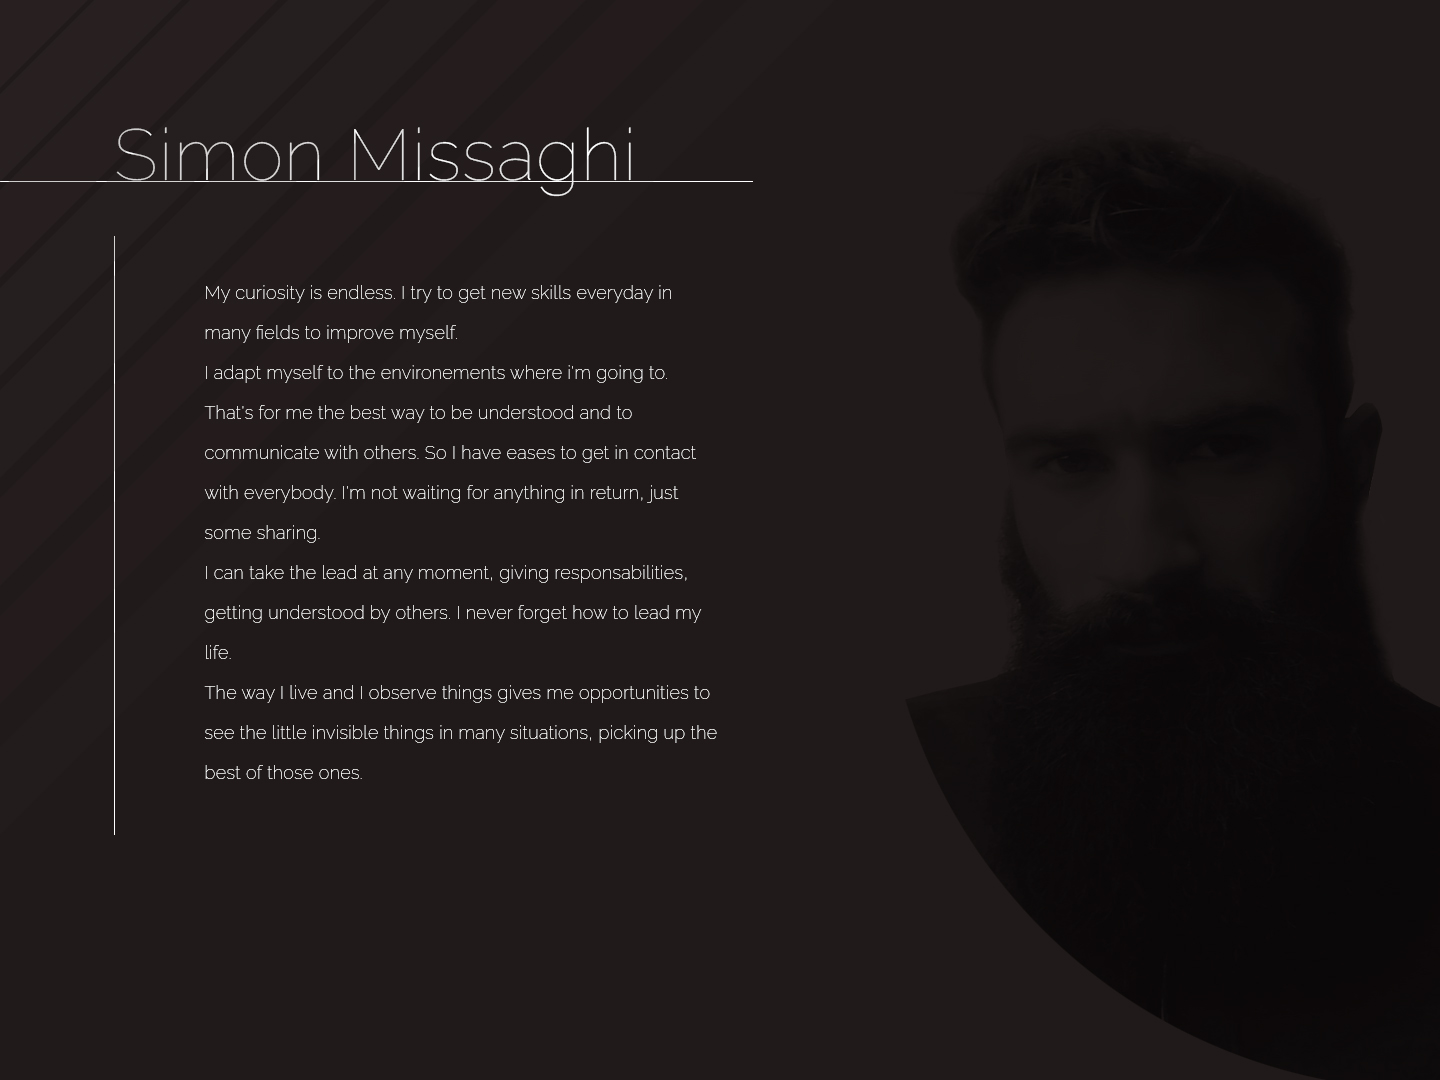 Simon Missaghi
My curiosity is endless. I try to get new skills everyday in
many fields to improve myself.
I adapt myself to the environements where i'm going to.
That's for me the best way to be understood and to
communicate with others. So I have eases to get in contact
with everybody. I'm not waiting for anything in return, just
some sharing.
I can take the lead at any moment, giving responsabilities,
getting understood by others. I never forget how to lead my
life.
The way I live and I observe things gives me opportunities to
see the little invisible things in many situations, picking up the
best of those ones.